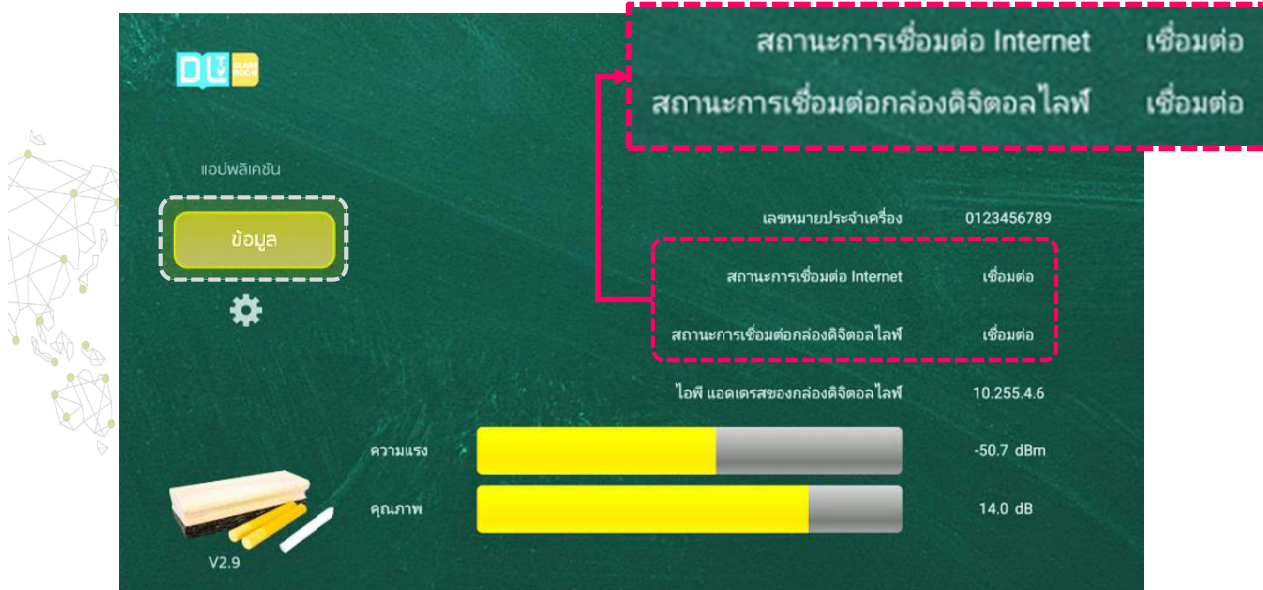 สถานะการเชื่อมต่อ Internet เชื่อมต่อ
สถานะการเชื่อมต่อกล่องดิจิตอลไลฟ์ เชื่อมต่อ
DLTV
CLASS
ROOM
แอปพลิเคชัน
ข้อมูล
เลขหมายประจำเครื่อง 0123456789
สถานะการเชื่อมต่อ Internet เชื่อมต่อ
สถานะการเชื่อมต่อกล่องดิจิตอลไลฟ์ เชื่อมต่อ
ไอพี แอดเดรสของกล่องดิจิตอลไลฟ์ 10.255.4.6
ความแรง -50.7 dBm
คุณภาพ 14.0 dB
V2.9